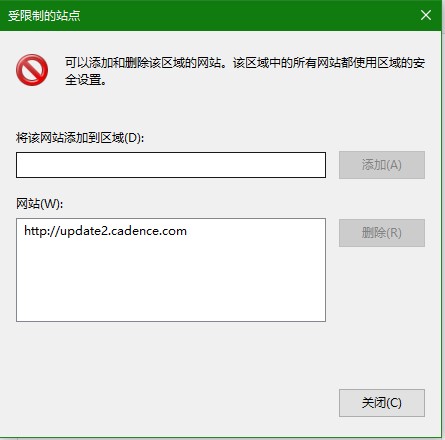 受限制的站点
可以添加和删除该区域的网站。该区域中的所有网站都使用区域的安
全设置。
将该网站添加到区域(D):
添加(A)
网站(W):
http://update2.cadence.com
删除(R)
关闭(C)